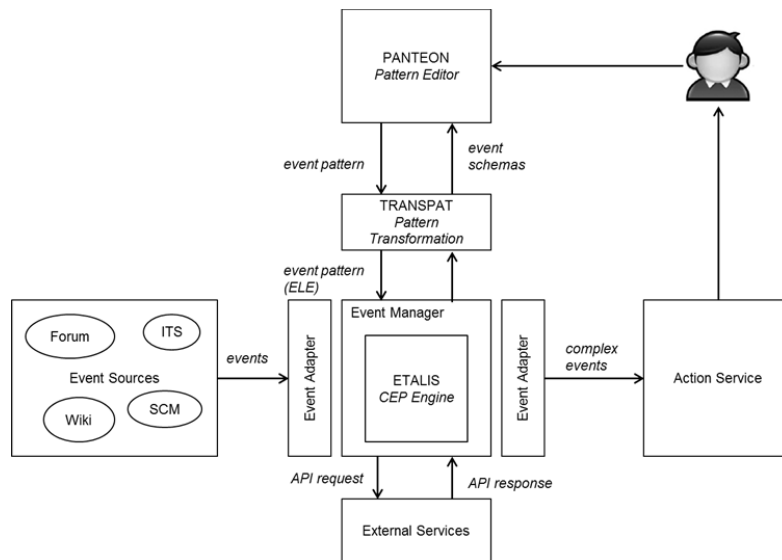 PANTEON
Pattern Editor
event pattern
event
schemas
TRANSPAT
Pattern
Transformation
event pattern
(ELE)
Event Manager
Forum
ITS
Event Sources
Wiki
SCM
events
Event Adapter
ETALIS
CEP Engine
Event Adapter
complex
events
Action Service
API request
API response
External Services